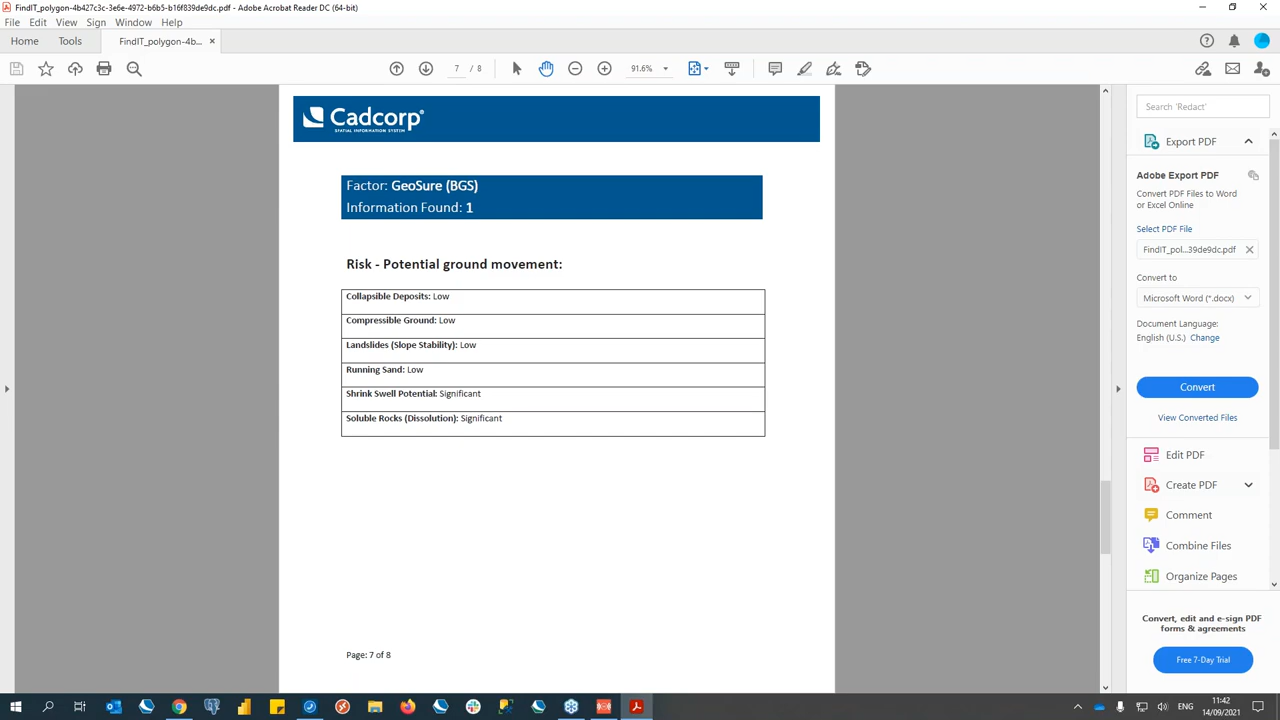 FindIT_polygon-4b427c3c-3e6e-4972-b6b5-b16f839de9dc.pdf - Adobe Acrobat Reader DC (64-bit)
File Edit View Sign Window Help
Home Tools FindIT_polygon-4b... ×
7 / 8 91.6%
Cadcorp®
SPATIAL INFORMATION SYSTEM
Factor: GeoSure (BGS)
Information Found: 1
Risk - Potential ground movement:
Collapsible Deposits: Low
Compressible Ground: Low
Landslides (Slope Stability): Low
Running Sand: Low
Shrink Swell Potential: Significant
Soluble Rocks (Dissolution): Significant
Page: 7 of 8
Search 'Redact'
Export PDF
Adobe Export PDF
Convert PDF Files to Word
or Excel Online
Select PDF File
FindIT_pol...39de9dc.pdf
Convert to
Microsoft Word (*.docx)
Document Language:
English (U.S.) Change
Convert
View Converted Files
Edit PDF
Create PDF
Comment
Combine Files
Organize Pages
Convert, edit and e-sign PDF
forms & agreements
Free 7-Day Trial
ENG
11:42
14/09/2021